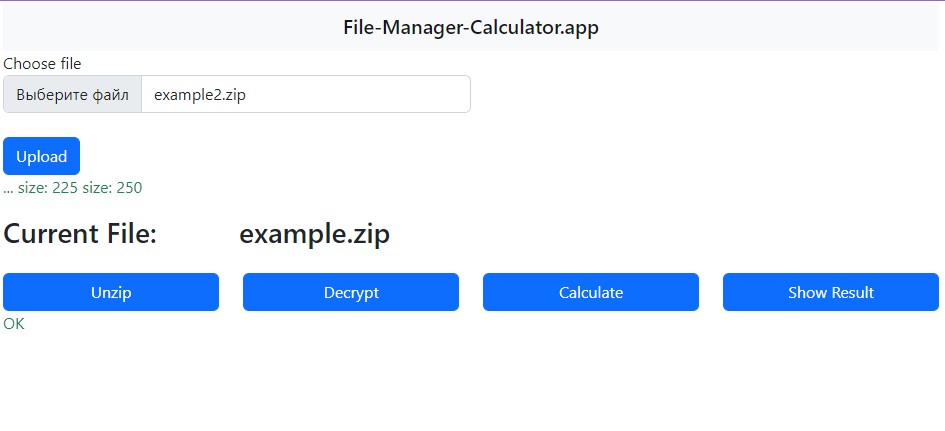 File-Manager-Calculator.app
Choose file
Выберите файл example2.zip
Upload
... size: 225 size: 250
Current File: example.zip
Unzip Decrypt Calculate Show Result
OK